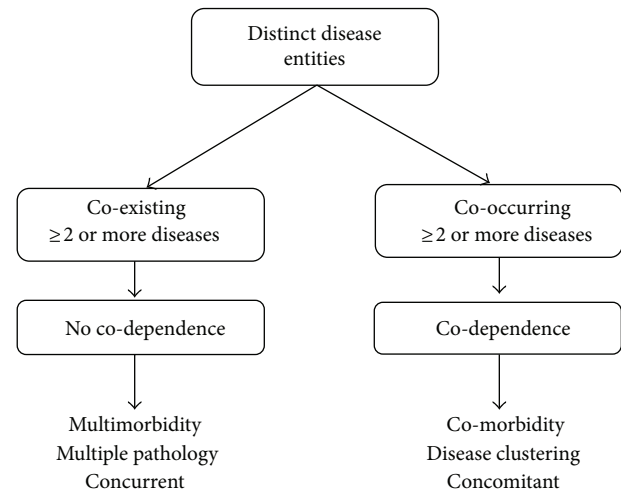 Distinct disease
entities
Co-existing
≥2 or more diseases
No co-dependence
Multimorbidity
Multiple pathology
Concurrent
Co-occurring
≥2 or more diseases
Co-dependence
Co-morbidity
Disease clustering
Concomitant